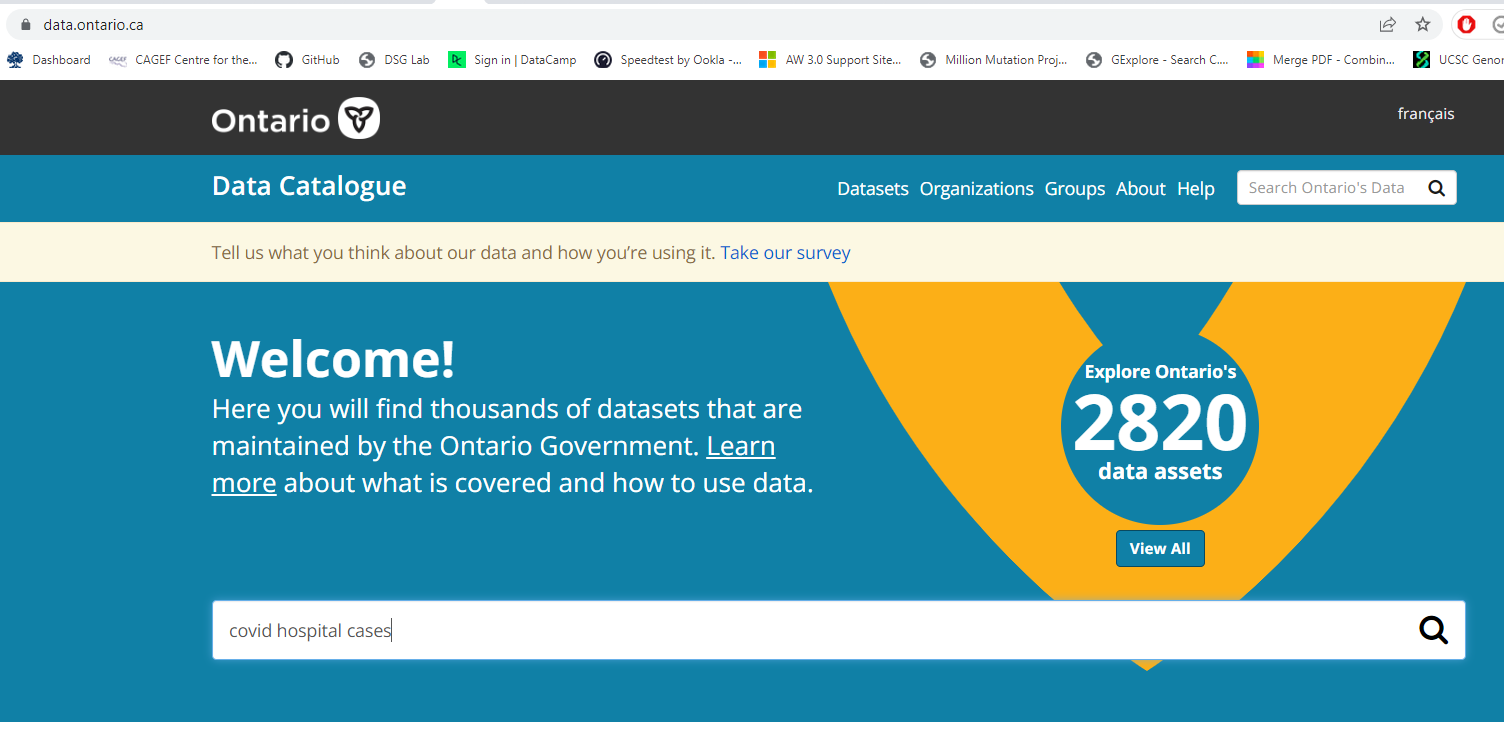 data.ontario.ca
Dashboard CAGEF CAGEF Centre for the... GitHub DSG Lab Sign in | DataCamp Speedtest by Ookla -... AW 3.0 Support Site... Million Mutation Proj... GExplore - Search C.... Merge PDF - Combin... UCSC Genor
Ontario
français
Data Catalogue
Datasets Organizations Groups About Help Search Ontario's Data
Tell us what you think about our data and how you’re using it. Take our survey
Welcome!
Here you will find thousands of datasets that are
maintained by the Ontario Government. Learn
more about what is covered and how to use data.
Explore Ontario's
2820
data assets
View All
covid hospital cases